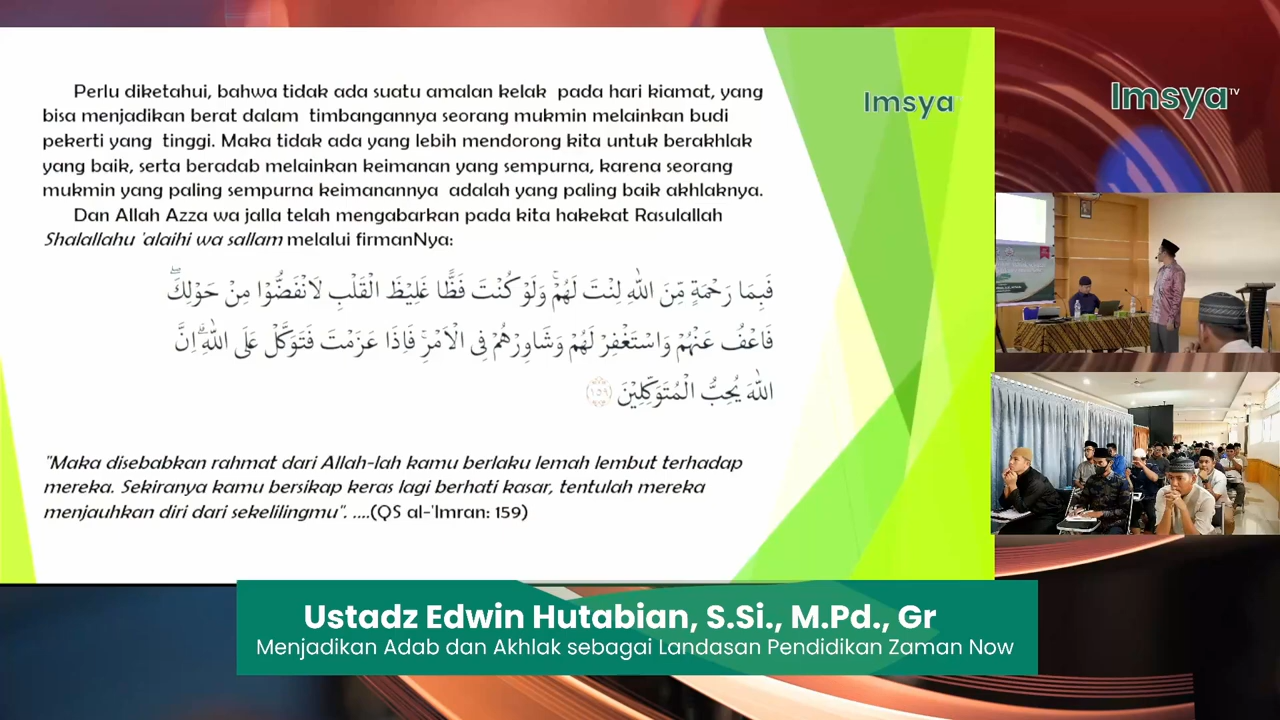 Perlu diketahui, bahwa tidak ada suatu amalan kelak pada hari kiamat, yang
bisa menjadikan berat dalam timbangannya seorang mukmin melainkan budi
pekerti yang tinggi. Maka tidak ada yang lebih mendorong kita untuk berakhlak
yang baik, serta beradab melainkan keimanan yang sempurna, karena seorang
mukmin yang paling sempurna keimanannya adalah yang paling baik akhlaknya.
Dan Allah Azza wa jalla telah mengabarkan pada kita hakekat Rasulallah
Shalallahu 'alaihi wa sallam melalui firmanNya:
فَبِمَا رَحْمَةٍ مِّنَ اللّٰهِ لِنْتَ لَهُمْۚ وَلَوْ كُنْتَ فَظًّا غَلِيْظَ الْقَلْبِ لَانْفَضُّوْا مِنْ حَوْلِكَۖ
فَاعْفُ عَنْهُمْ وَاسْتَغْفِرْ لَهُمْ وَشَاوِرْهُمْ فِى الْاَمْرِۚ فَاِذَا عَزَمْتَ فَتَوَكَّلْ عَلَى اللّٰهِۗ اِنَّ
اللّٰهَ يُحِبُّ الْمُتَوَكِّلِيْنَ ١٥٩
"Maka disebabkan rahmat dari Allah-lah kamu berlaku lemah lembut terhadap
mereka. Sekiranya kamu bersikap keras lagi berhati kasar, tentulah mereka
menjauhkan diri dari sekelilingmu". ....(QS al-'Imran: 159)
Imsya
Imsya TV
Ustadz Edwin Hutabian, S.Si., M.Pd., Gr
Menjadikan Adab dan Akhlak sebagai Landasan Pendidikan Zaman Now